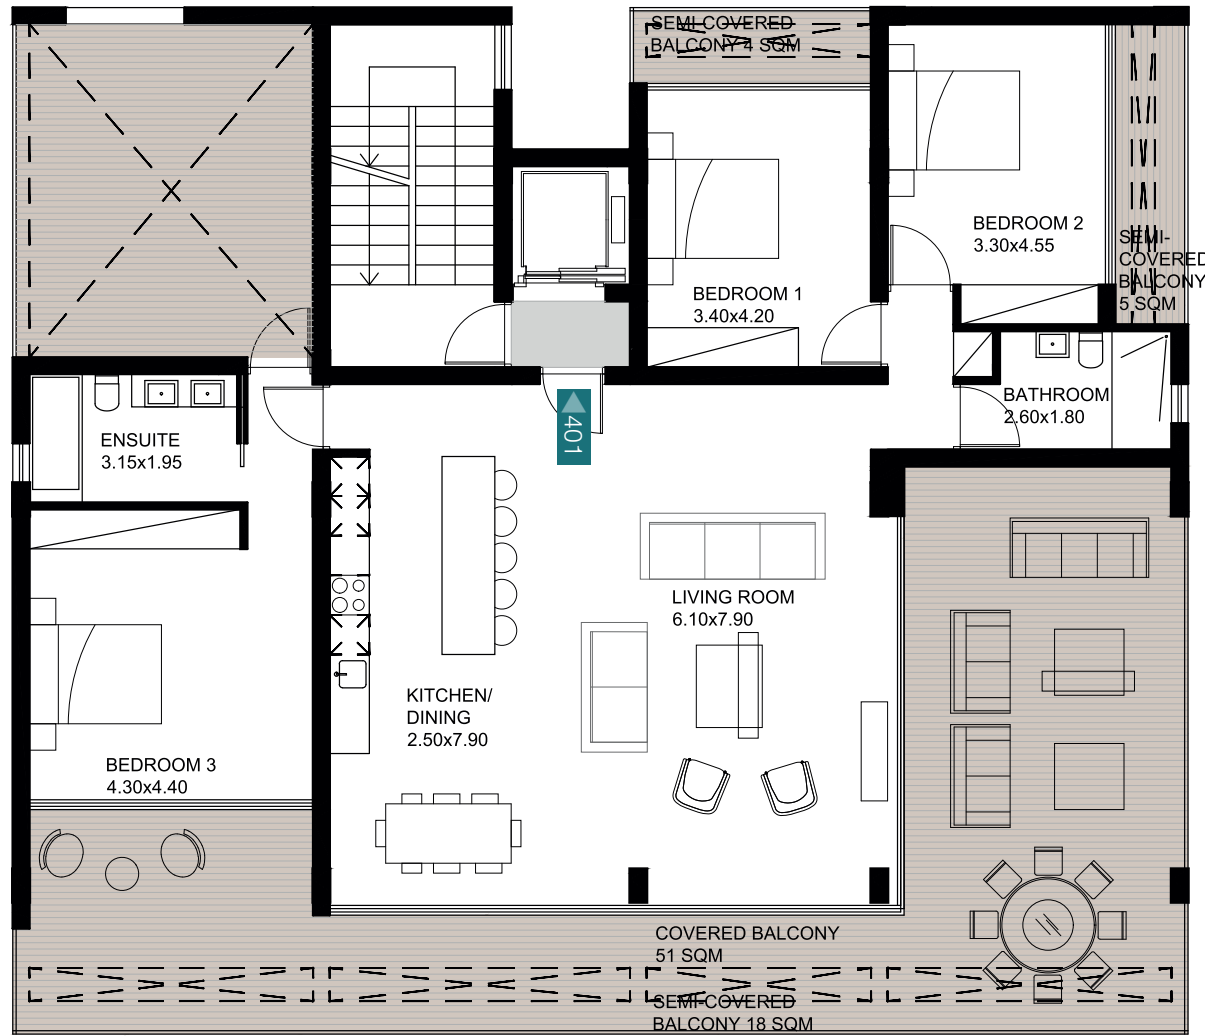 SEMI-COVERED
BALCONY 4 SQM
BEDROOM 2
3.30x4.55
SEMI-
COVERED
BALCONY
5 SQM
BEDROOM 1
3.40x4.20
BATHROOM
2.60x1.80
401
ENSUITE
3.15x1.95
LIVING ROOM
6.10x7.90
KITCHEN/
DINING
2.50x7.90
BEDROOM 3
4.30x4.40
COVERED BALCONY
51 SQM
SEMI-COVERED
BALCONY 18 SQM